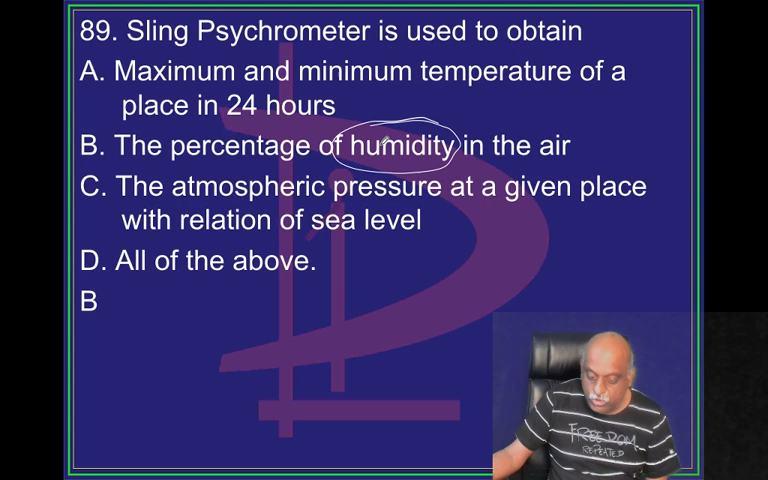 89. Sling Psychrometer is used to obtain
A. Maximum and minimum temperature of a
place in 24 hours
B. The percentage of humidity in the air
C. The atmospheric pressure at a given place
with relation of sea level
D. All of the above.
B
FREEDOM
REPEATED